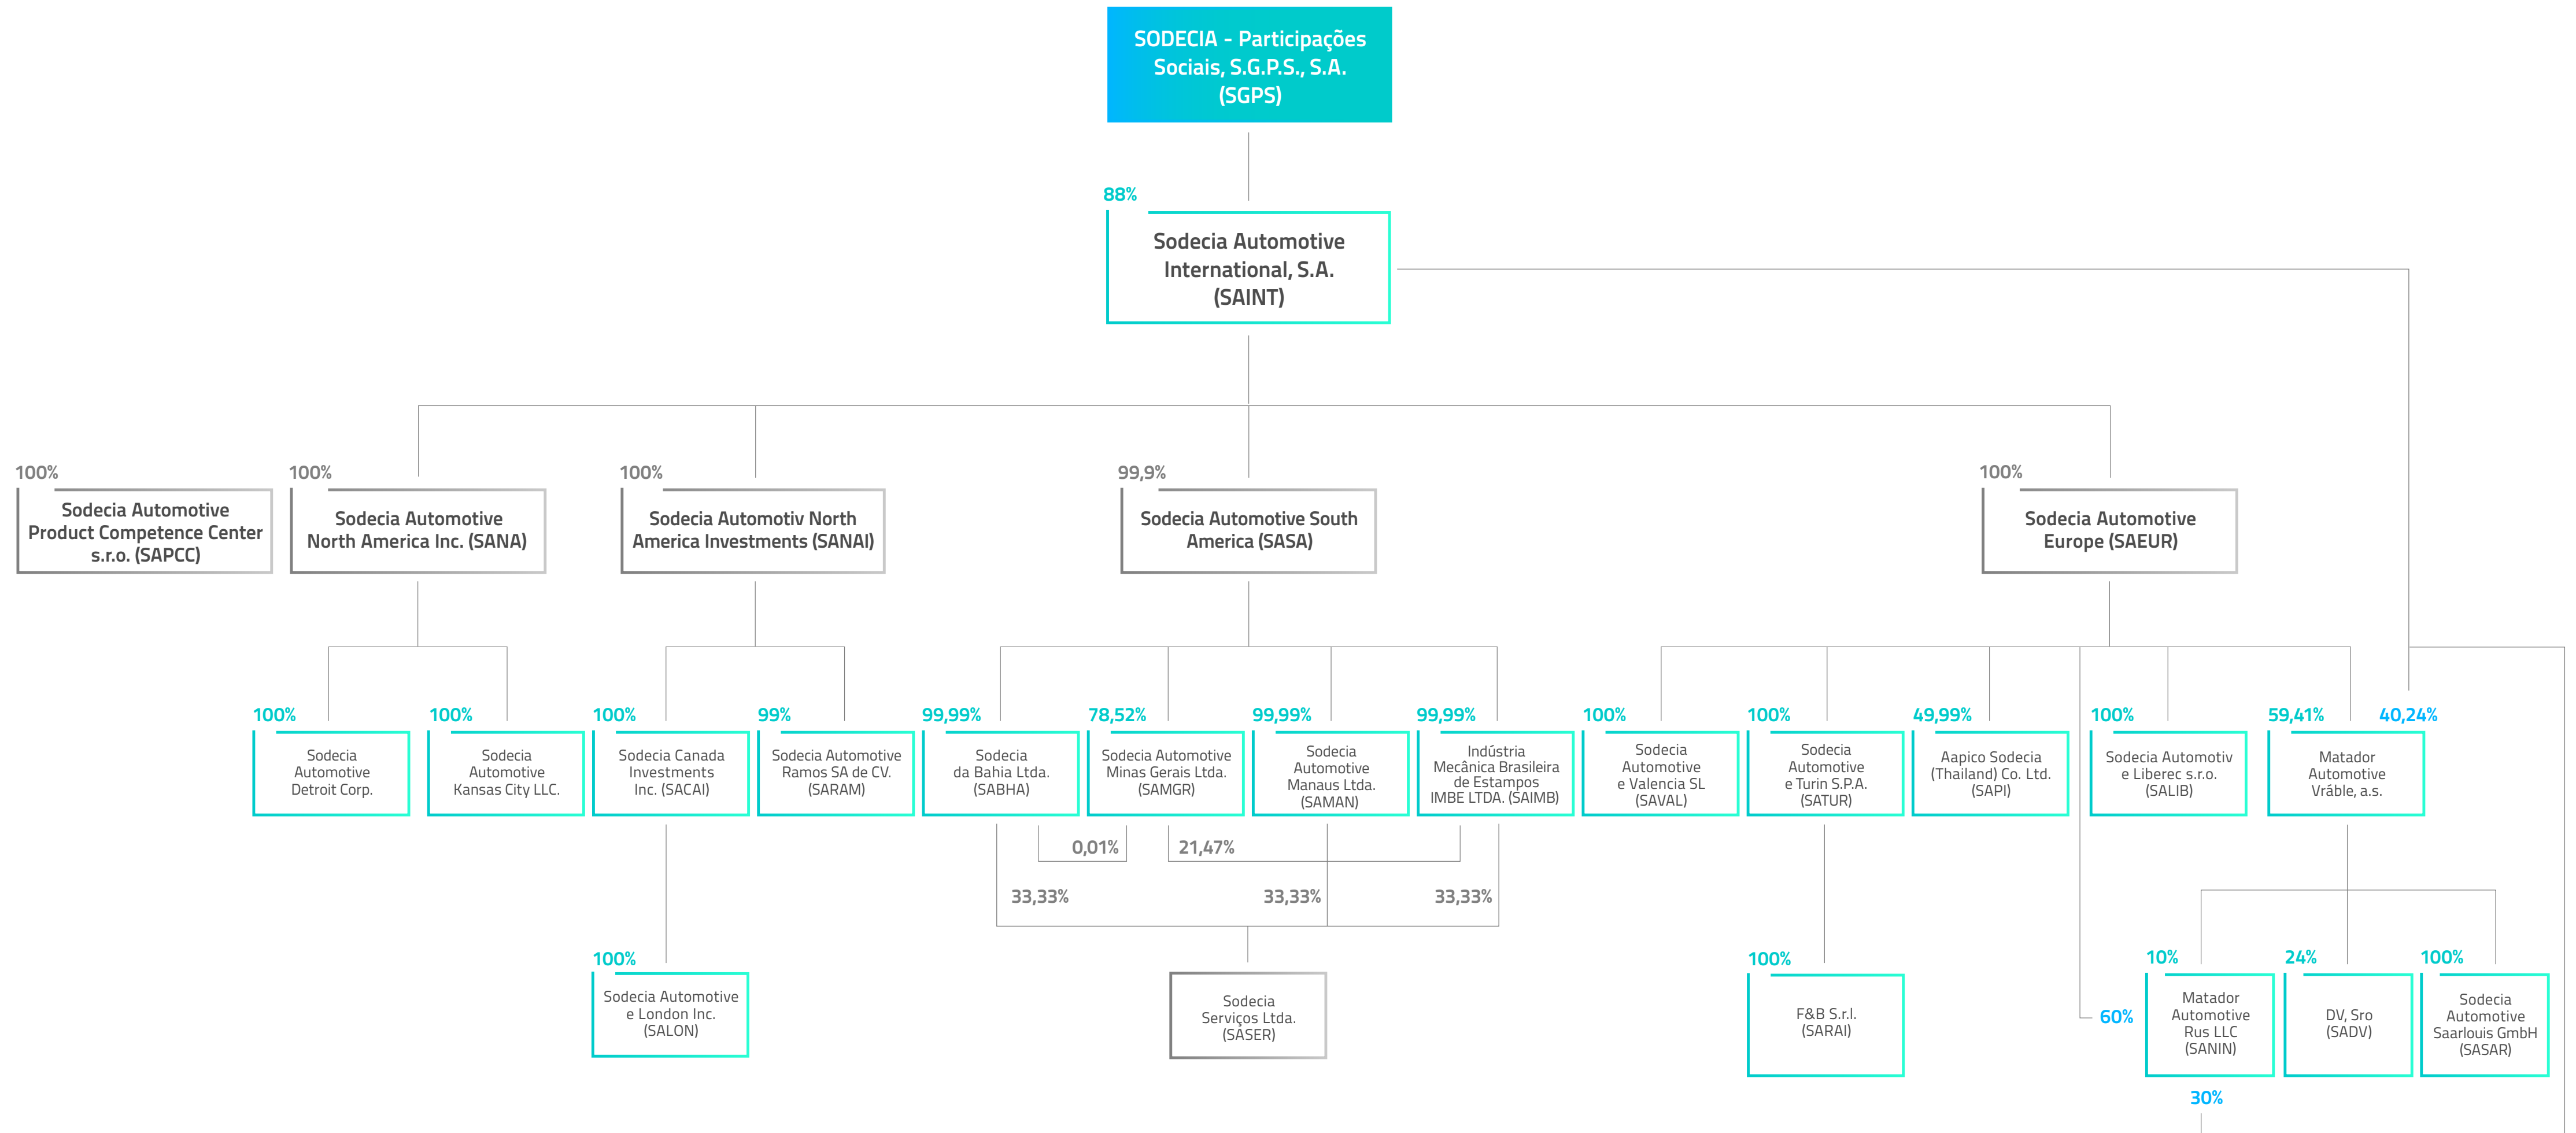 SODECIA - Participações
Sociais, S.G.P.S., S.A.
(SGPS)
88%
Sodecia Automotive
International, S.A.
(SAINT)
100%
Sodecia Automotive
Product Competence Center
s.r.o. (SAPCC)
100%
Sodecia Automotive
North America Inc. (SANA)
100%
Sodecia Automotiv North
America Investments (SANAI)
99,9%
Sodecia Automotive South
America (SASA)
100%
Sodecia Automotive
Europe (SAEUR)
100%
Sodecia
Automotive
Detroit Corp.
100%
Sodecia
Automotive
Kansas City LLC.
100%
Sodecia Canada
Investments
Inc. (SACAI)
99%
Sodecia Automotive
Ramos SA de CV.
(SARAM)
99,99%
Sodecia
da Bahia Ltda.
(SABHA)
78,52%
Sodecia Automotive
Minas Gerais Ltda.
(SAMGR)
99,99%
Sodecia
Automotive
Manaus Ltda.
(SAMAN)
99,99%
Indústria
Mecânica Brasileira
de Estampos
IMBE LTDA. (SAIMB)
100%
Sodecia
Automotive
e Valencia SL
(SAVAL)
100%
Sodecia
Automotive
e Turin S.P.A.
(SATUR)
49,99%
Aapico Sodecia
(Thailand) Co. Ltd.
(SAPI)
100%
Sodecia Automotiv
e Liberec s.r.o.
(SALIB)
59,41%
40,24%
Matador
Automotive
Vráble, a.s.
0,01%
21,47%
33,33%
33,33%
33,33%
100%
Sodecia Automotive
e London Inc.
(SALON)
Sodecia
Serviços Ltda.
(SASER)
100%
F&B S.r.l.
(SARAI)
60%
10%
Matador
Automotive
Rus LLC
(SANIN)
24%
DV, Sro
(SADV)
100%
Sodecia
Automotive
Saarlouis GmbH
(SASAR)
30%